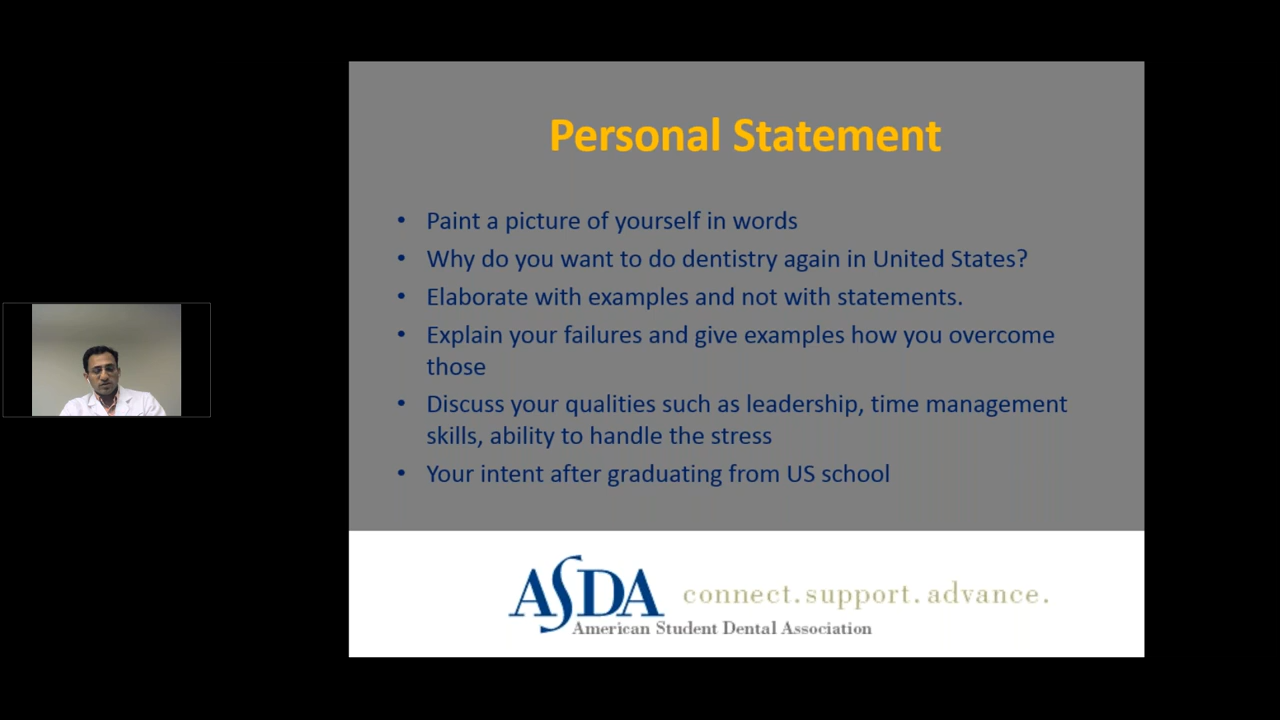 Personal Statement
• Paint a picture of yourself in words
• Why do you want to do dentistry again in United States?
• Elaborate with examples and not with statements.
• Explain your failures and give examples how you overcome
those
• Discuss your qualities such as leadership, time management
skills, ability to handle the stress
• Your intent after graduating from US school
ASDA connect. support. advance.
American Student Dental Association